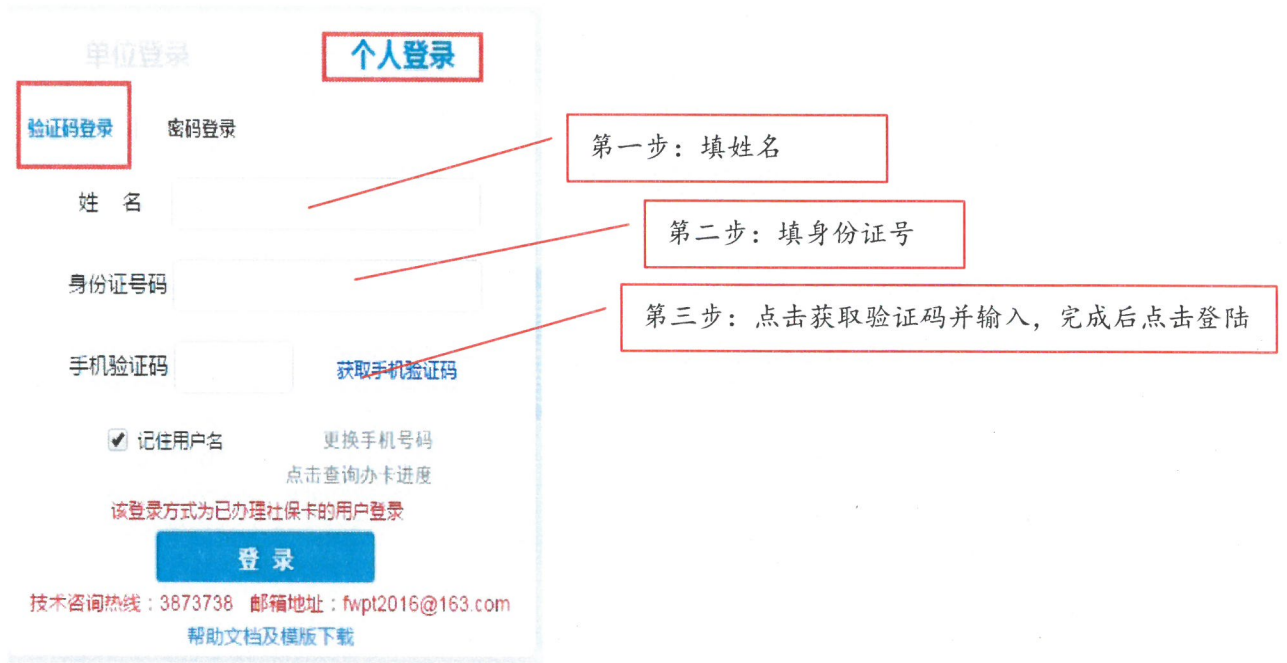 单位登录
个人登录
验证码登录
密码登录
第一步：填姓名
姓 名
第二步：填身份证号
身份证号码
第三步：点击获取验证码并输入，完成后点击登陆
手机验证码
获取手机验证码
记住用户名
更换手机号码
点击查询办卡进度
该登录方式为已办理社保卡的用户登录
登 录
技术咨询热线：3873738 邮箱地址：fwpt2016@163.com
帮助文档及模版下载